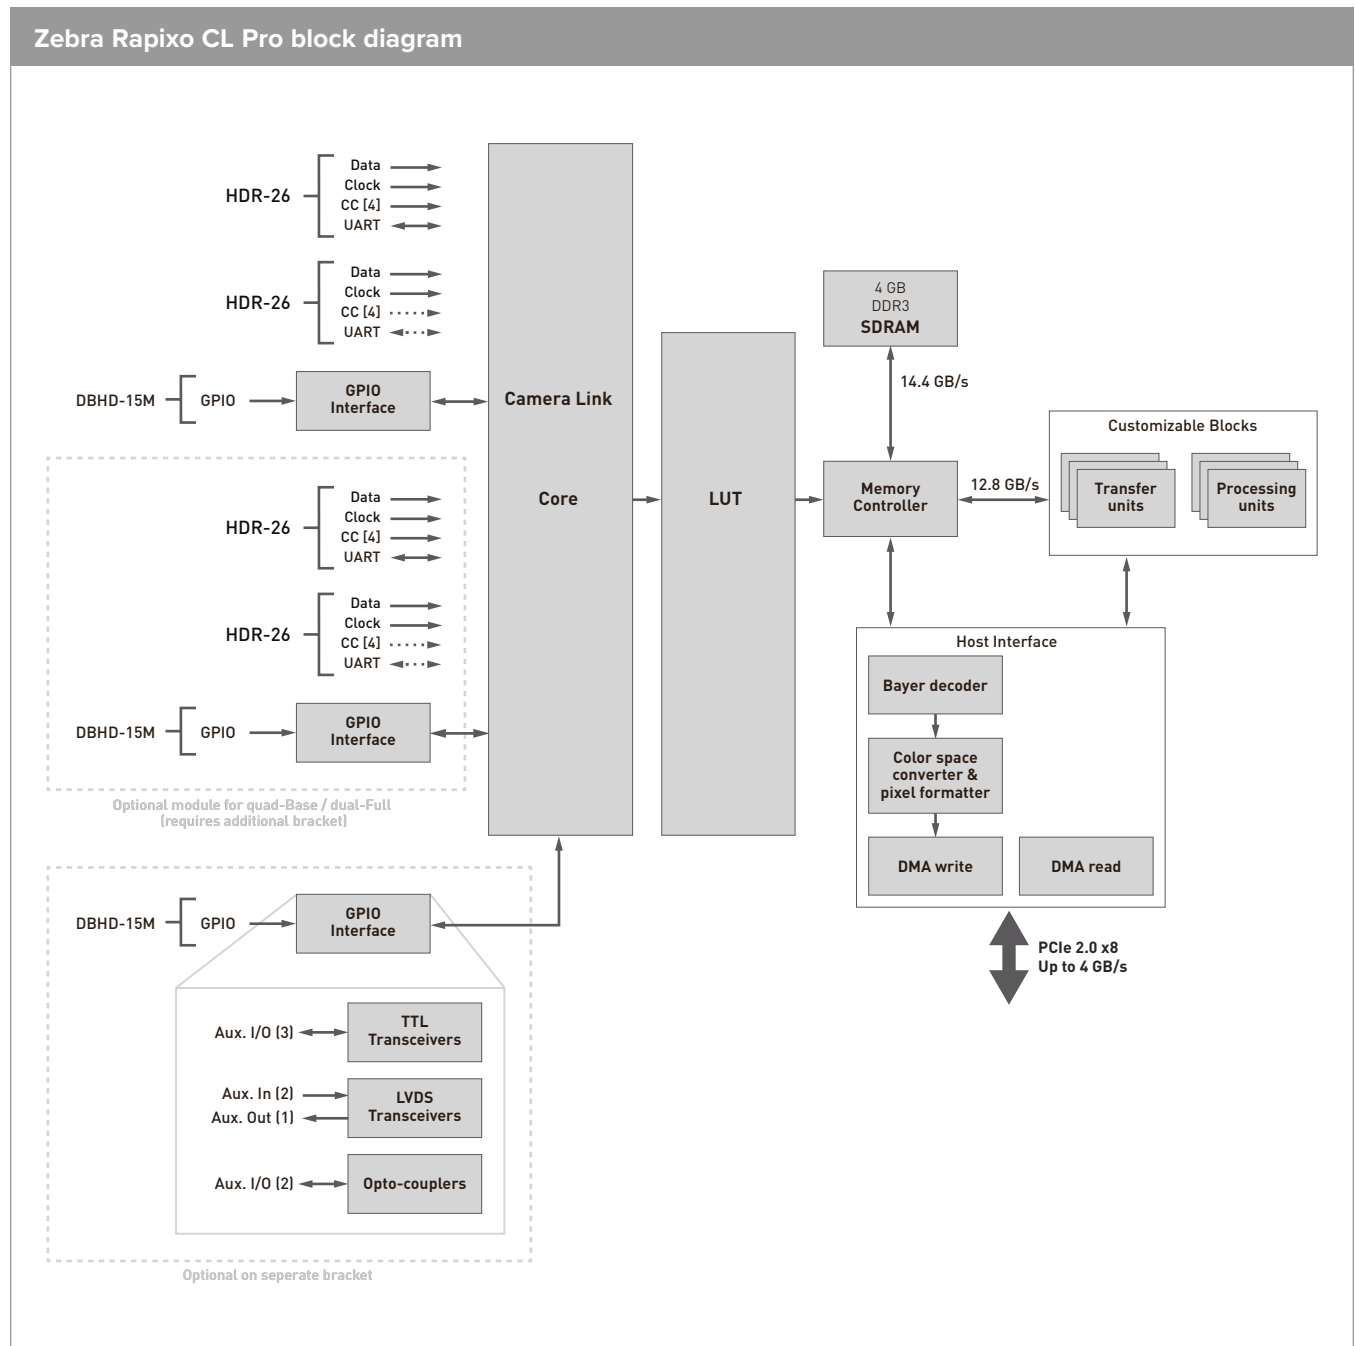 Zebra Rapixo CL Pro block diagram
HDR-26
Data
Clock
CC [4]
UART
HDR-26
Data
Clock
CC [4]
UART
DBHD-15M
GPIO
GPIO
Interface
HDR-26
Data
Clock
CC [4]
UART
HDR-26
Data
Clock
CC [4]
UART
DBHD-15M
GPIO
GPIO
Interface
Optional module for quad-Base / dual-Full
(requires additional bracket)
DBHD-15M
GPIO
GPIO
Interface
Aux. I/O (3)
TTL
Transceivers
Aux. In (2)
Aux. Out (1)
LVDS
Transceivers
Aux. I/O (2)
Opto-couplers
Optional on seperate bracket
Camera Link
Core
LUT
4 GB
DDR3
SDRAM
14.4 GB/s
Memory
Controller
12.8 GB/s
Customizable Blocks
Transfer
units
Processing
units
Host Interface
Bayer decoder
Color space
converter &
pixel formatter
DMA write
DMA read
PCIe 2.0 x8
Up to 4 GB/s